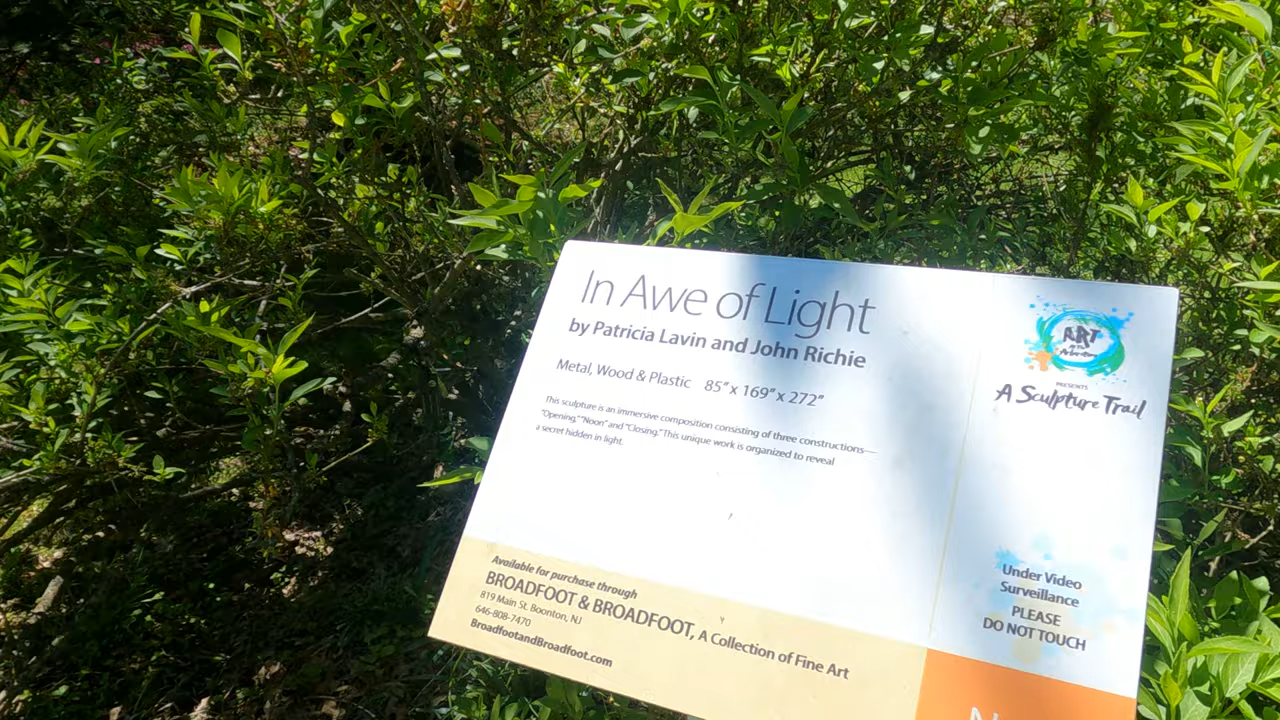 In Awe of Light
by Patricia Lavin and John Richie
Metal, Wood & Plastic 85” x 169” x 272”
This sculpture is an immersive composition consisting of three constructions—
“Opening,” “Noon” and “Closing.” This unique work is organized to reveal
a secret hidden in light.
Available for purchase through
BROADFOOT & BROADFOOT, A Collection of Fine Art
819 Main St. Boonton, NJ
646-808-7470
BroadfootandBroadfoot.com
ART
at the
Arboretum
PRESENTS
A Sculpture Trail
Under Video
Surveillance
PLEASE
DO NOT TOUCH